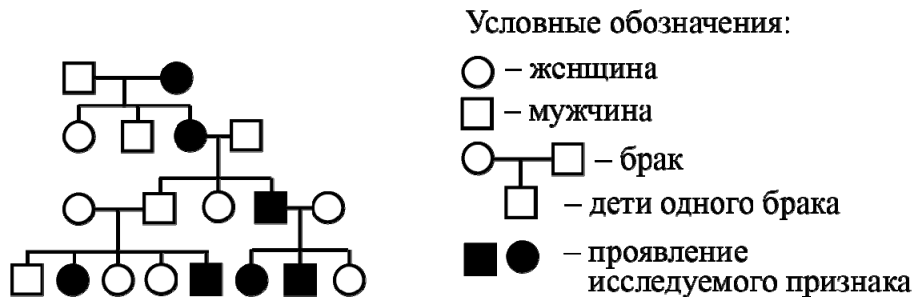 Условные обозначения:
– женщина
– мужчина
– брак
– дети одного брака
– проявление
исследуемого признака